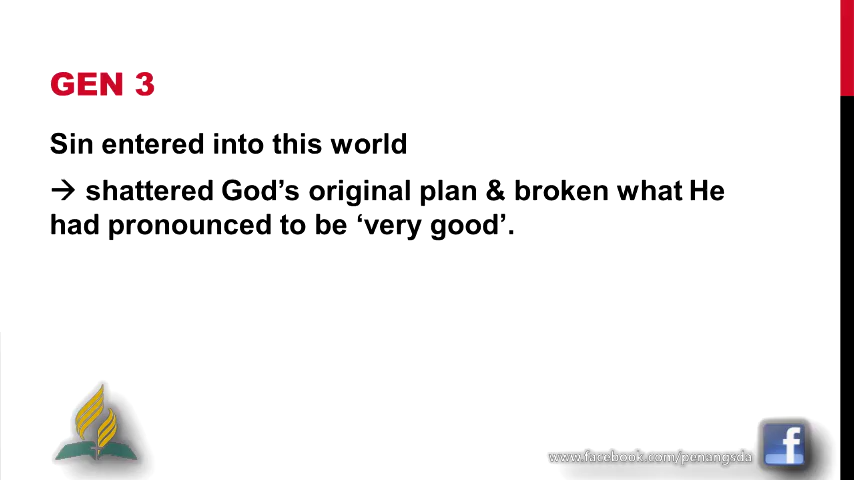 GEN 3
Sin entered into this world
→ shattered God’s original plan & broken what He
had pronounced to be ‘very good’.
www.facebook.com/penangsda
f